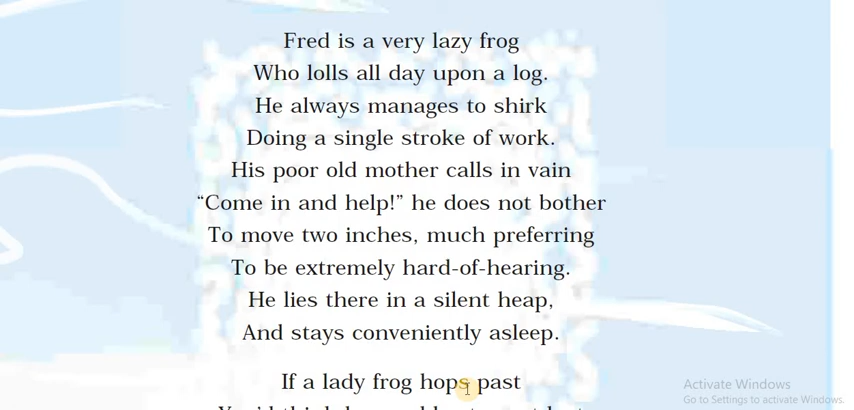 Fred is a very lazy frog
Who lolls all day upon a log.
He always manages to shirk
Doing a single stroke of work.
His poor old mother calls in vain
“Come in and help!” he does not bother
To move two inches, much preferring
To be extremely hard-of-hearing.
He lies there in a silent heap,
And stays conveniently asleep.
If a lady frog hops past
Activate Windows
Go to Settings to activate Windows.